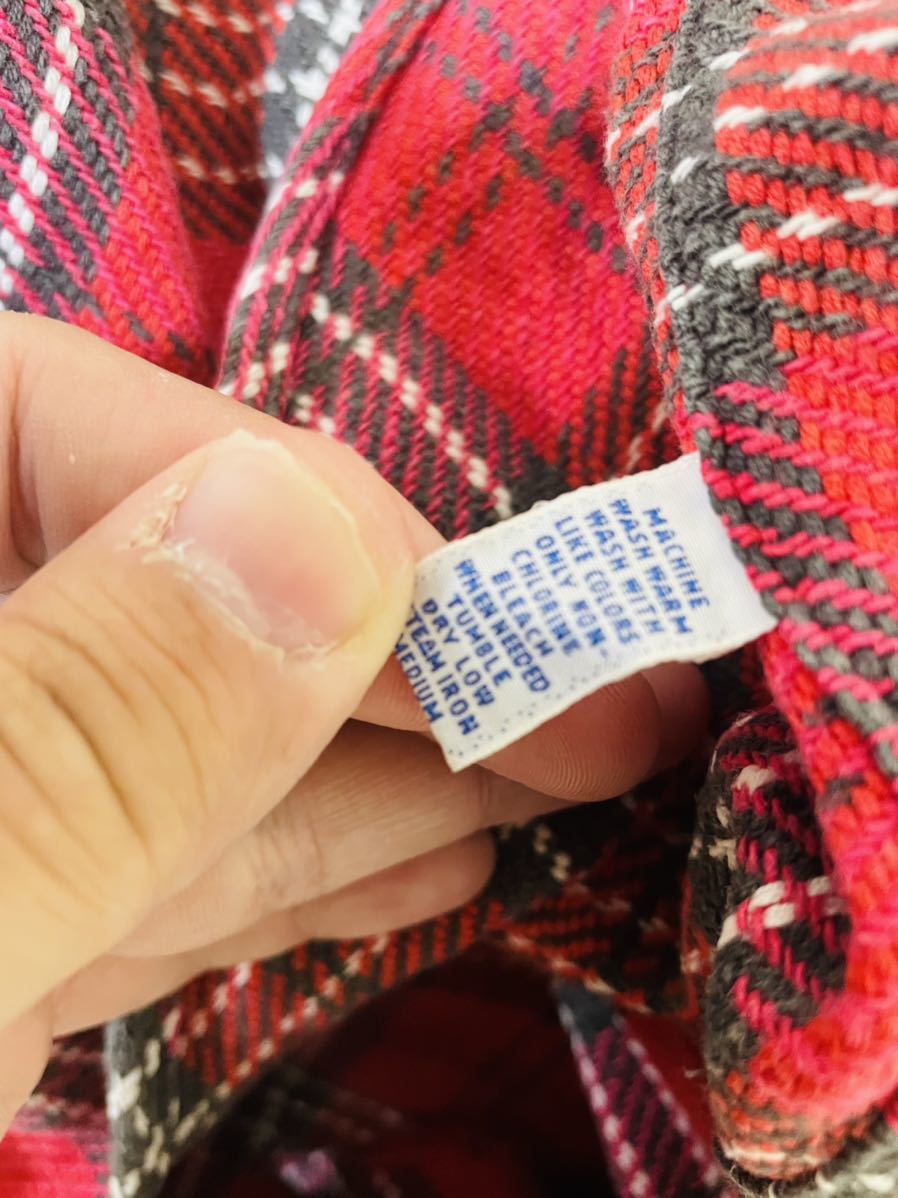 MACHINE
WASH WARM
WASH WITH
LIKE COLORS
ONLY NON-
CHLORINE
BLEACH
WHEN NEEDED
TUMBLE
DRY LOW
STEAM IRON
MEDIUM